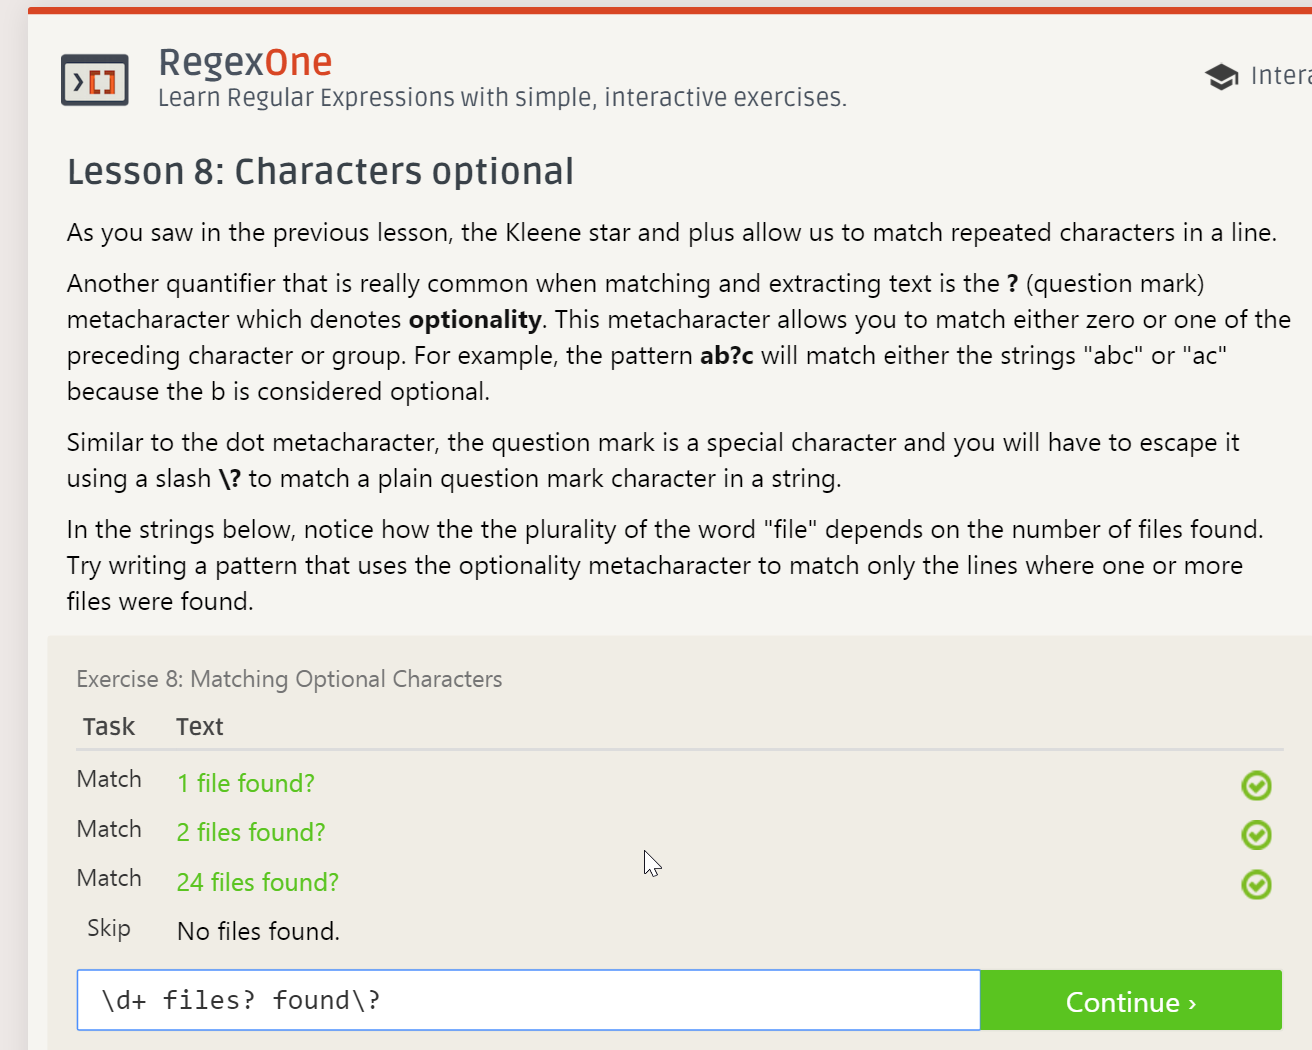 RegexOne
Learn Regular Expressions with simple, interactive exercises.
Lesson 8: Characters optional
As you saw in the previous lesson, the Kleene star and plus allow us to match repeated characters in a line.
Another quantifier that is really common when matching and extracting text is the ? (question mark)
metacharacter which denotes optionality. This metacharacter allows you to match either zero or one of the
preceding character or group. For example, the pattern ab?c will match either the strings "abc" or "ac"
because the b is considered optional.
Similar to the dot metacharacter, the question mark is a special character and you will have to escape it
using a slash \? to match a plain question mark character in a string.
In the strings below, notice how the the plurality of the word "file" depends on the number of files found.
Try writing a pattern that uses the optionality metacharacter to match only the lines where one or more
files were found.
Exercise 8: Matching Optional Characters
Task Text
Match 1 file found?
Match 2 files found?
Match 24 files found?
Skip No files found.
\d+ files? found\?
Continue ›